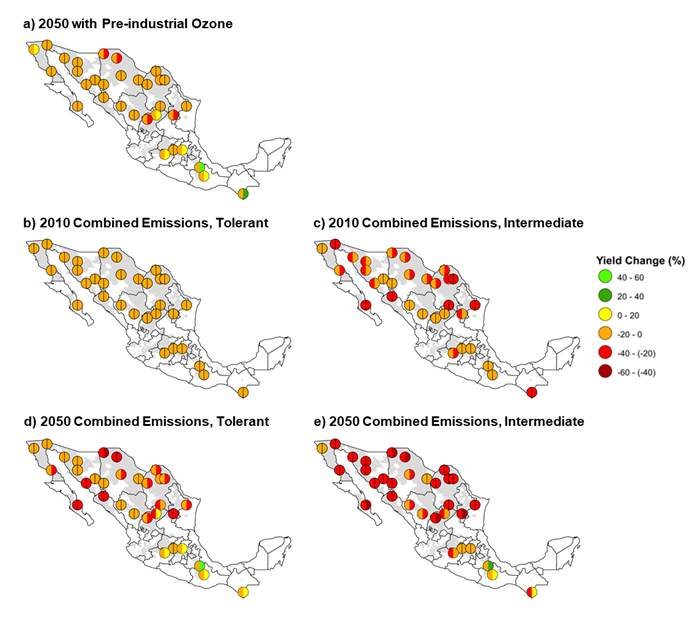 a) 2050 with Pre-industrial Ozone
b) 2010 Combined Emissions, Tolerant
c) 2010 Combined Emissions, Intermediate
Yield Change (%)
40 - 60
20 - 40
0 - 20
-20 - 0
-40 - (-20)
-60 - (-40)
d) 2050 Combined Emissions, Tolerant
e) 2050 Combined Emissions, Intermediate